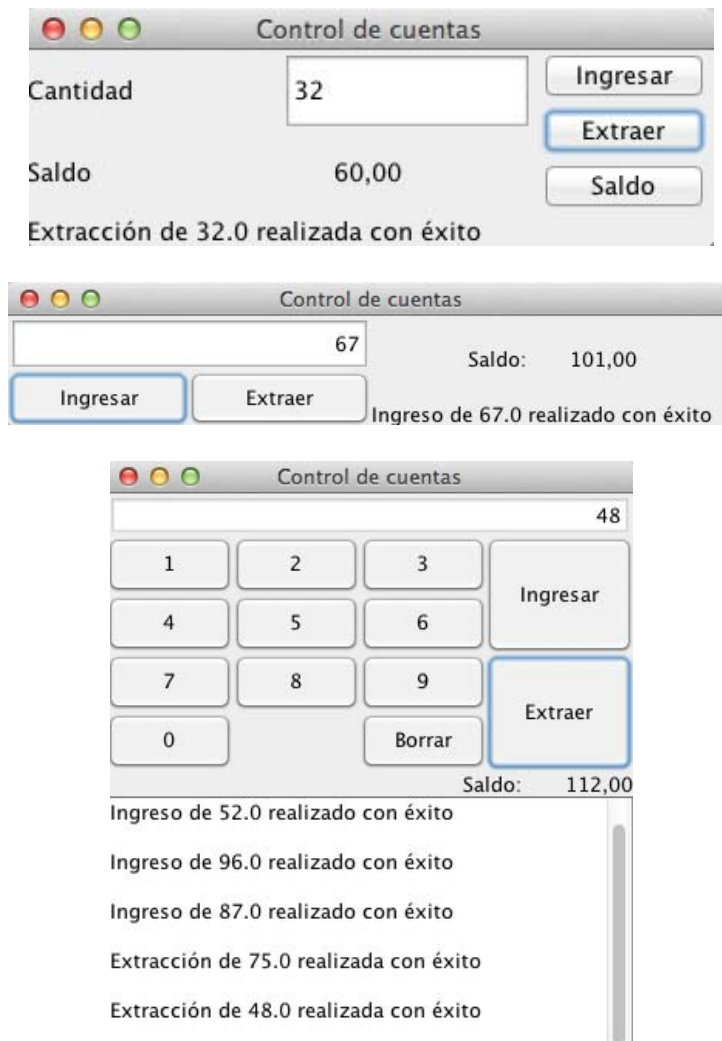 Control de cuentas
Cantidad 32 Ingresar
Extraer
Saldo 60,00 Saldo
Extracción de 32.0 realizada con éxito
Control de cuentas
67 Saldo: 101,00
Ingresar Extraer Ingreso de 67.0 realizado con éxito
Control de cuentas
48
1 2 3 Ingresar
4 5 6
7 8 9 Extraer
0 Borrar
Saldo: 112,00
Ingreso de 52.0 realizado con éxito
Ingreso de 96.0 realizado con éxito
Ingreso de 87.0 realizado con éxito
Extracción de 75.0 realizada con éxito
Extracción de 48.0 realizada con éxito